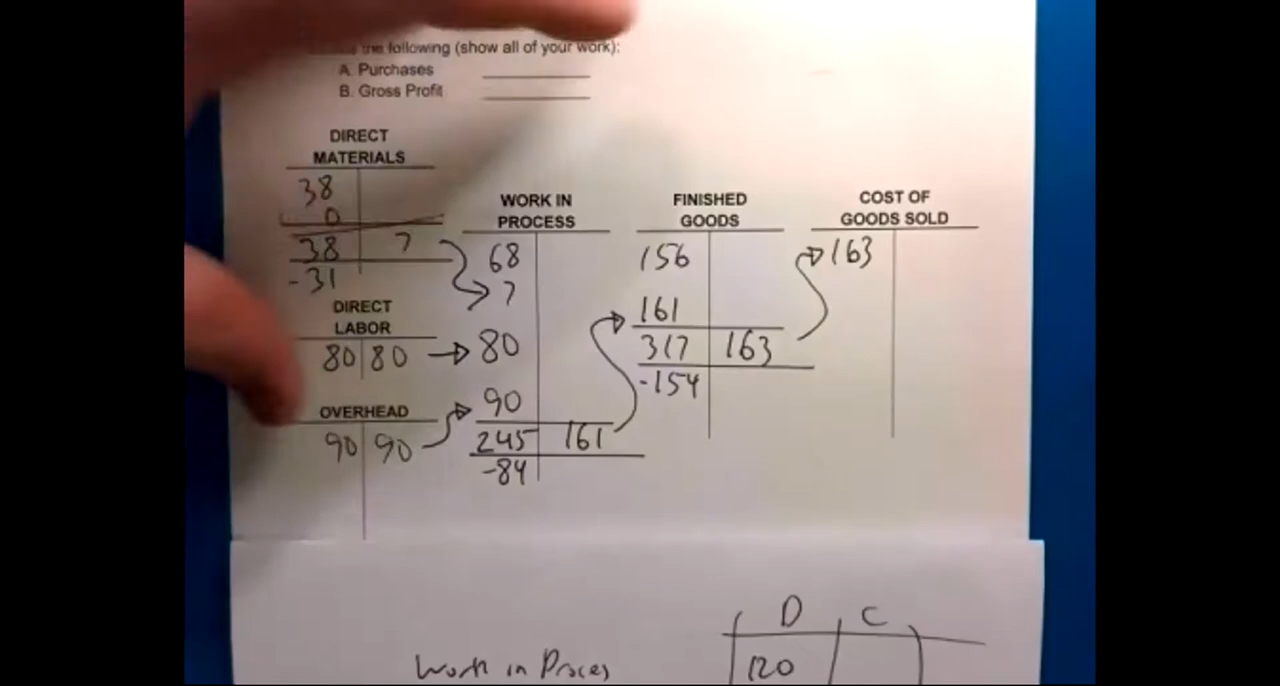 the following (show all of your work):
A. Purchases
B. Gross Profit
DIRECT
MATERIALS
38
0
38 7
-31
DIRECT
LABOR
80 80
OVERHEAD
90 90
WORK IN
PROCESS
68
7
80
90
245 161
-84
FINISHED
GOODS
156
161
317 163
-154
COST OF
GOODS SOLD
163
D C
Work in Proces 120